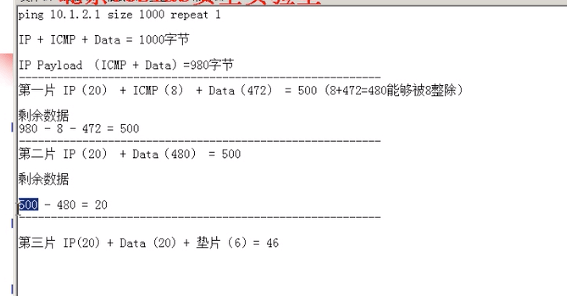 ping 10.1.2.1 size 1000 repeat 1
IP + ICMP + Data = 1000字节
IP Payload （ICMP + Data）=980字节
第一片 IP（20） + ICMP（8） + Data（472） = 500（8+472=480能够被8整除）
剩余数据
980 - 8 - 472 = 500
第二片 IP（20） + Data（480） = 500
剩余数据
500 - 480 = 20
第三片 IP(20) + Data（20）+ 垫片（6）= 46